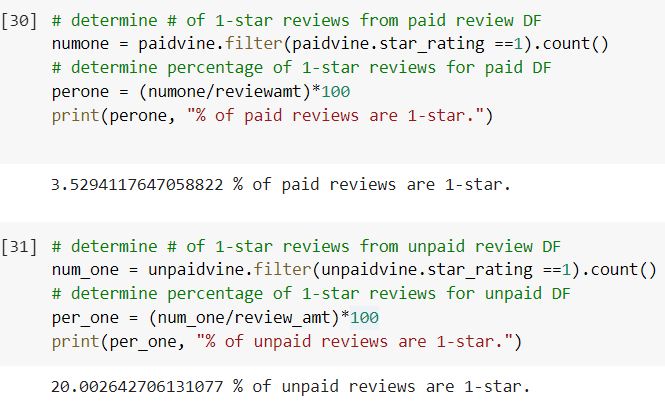 [30] # determine # of 1-star reviews from paid review DF
numone = paidvine.filter(paidvine.star_rating ==1).count()
# determine percentage of 1-star reviews for paid DF
perone = (numone/reviewamt)*100
print(perone, "% of paid reviews are 1-star.")
3.5294117647058822 % of paid reviews are 1-star.
[31] # determine # of 1-star reviews from unpaid review DF
num_one = unpaidvine.filter(unpaidvine.star_rating ==1).count()
# determine percentage of 1-star reviews for unpaid DF
per_one = (num_one/review_amt)*100
print(per_one, "% of unpaid reviews are 1-star.")
20.002642706131077 % of unpaid reviews are 1-star.